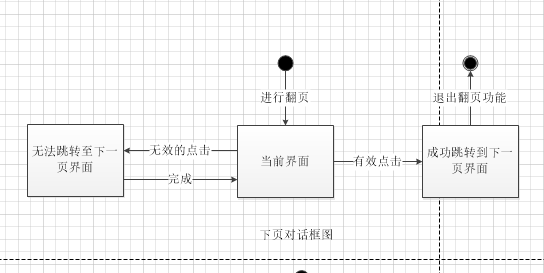 进行翻页
退出翻页功能
无法跳转至下一
页界面
无效的点击
完成
当前界面
有效点击
成功跳转到下一
页界面
下页对话框图